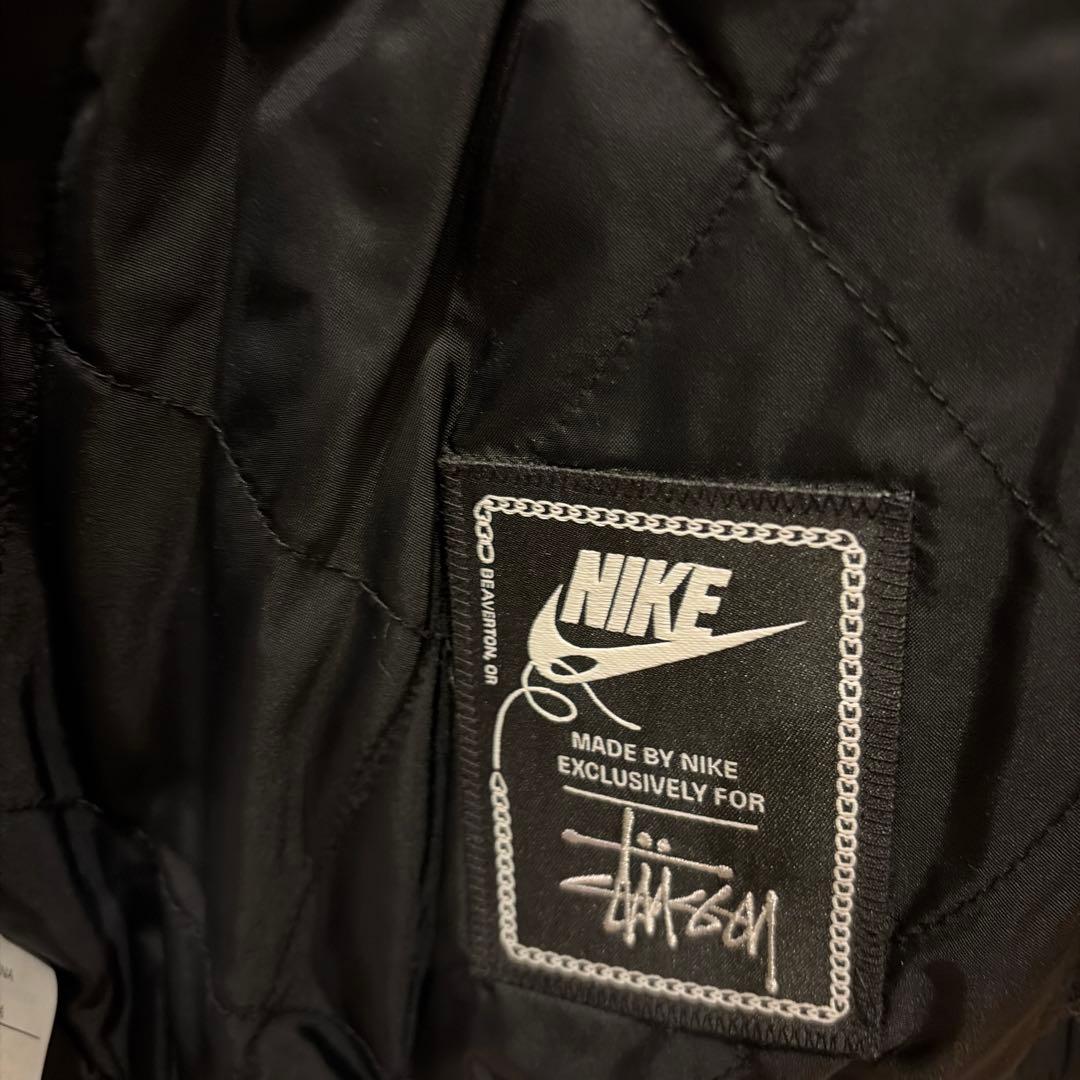 NIKE
BEAVERTON, OR
MADE BY NIKE
EXCLUSIVELY FOR
Stüssy